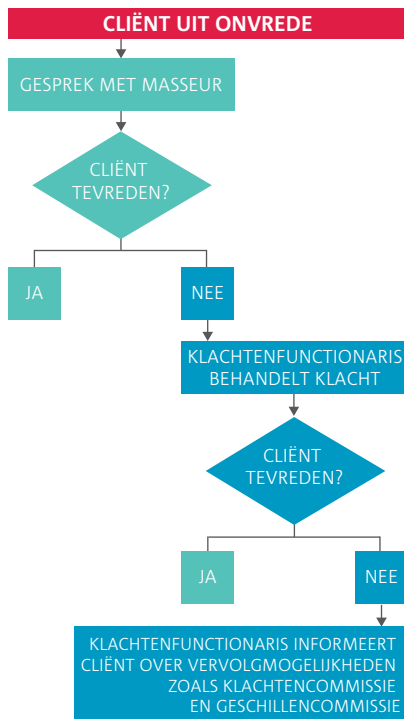 CLIËNT UIT ONVREDE
GESPREK MET MASSEUR
CLIËNT
TEVREDEN?
JA
NEE
KLACHTENFUNCTIONARIS
BEHANDELT KLACHT
CLIËNT
TEVREDEN?
JA
NEE
KLACHTENFUNCTIONARIS INFORMEERT
CLIËNT OVER VERVOLGMOGELIJKHEDEN
ZOALS KLACHTENCOMMISSIE
EN GESCHILLENCOMMISSIE